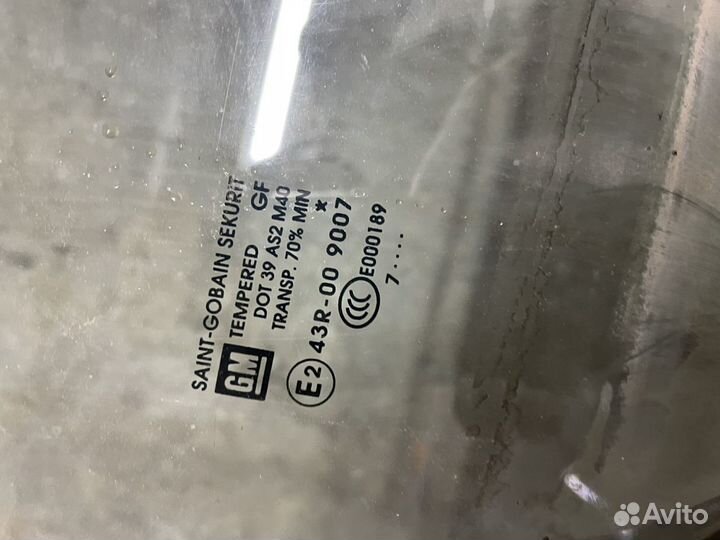 SAINT-GOBAIN SEKURIT
GM TEMPERED GF
DOT 39 AS2 M40
TRANSP. 70% MIN
E2 43R-00 9007 *
CCC E000189
7....
Avito